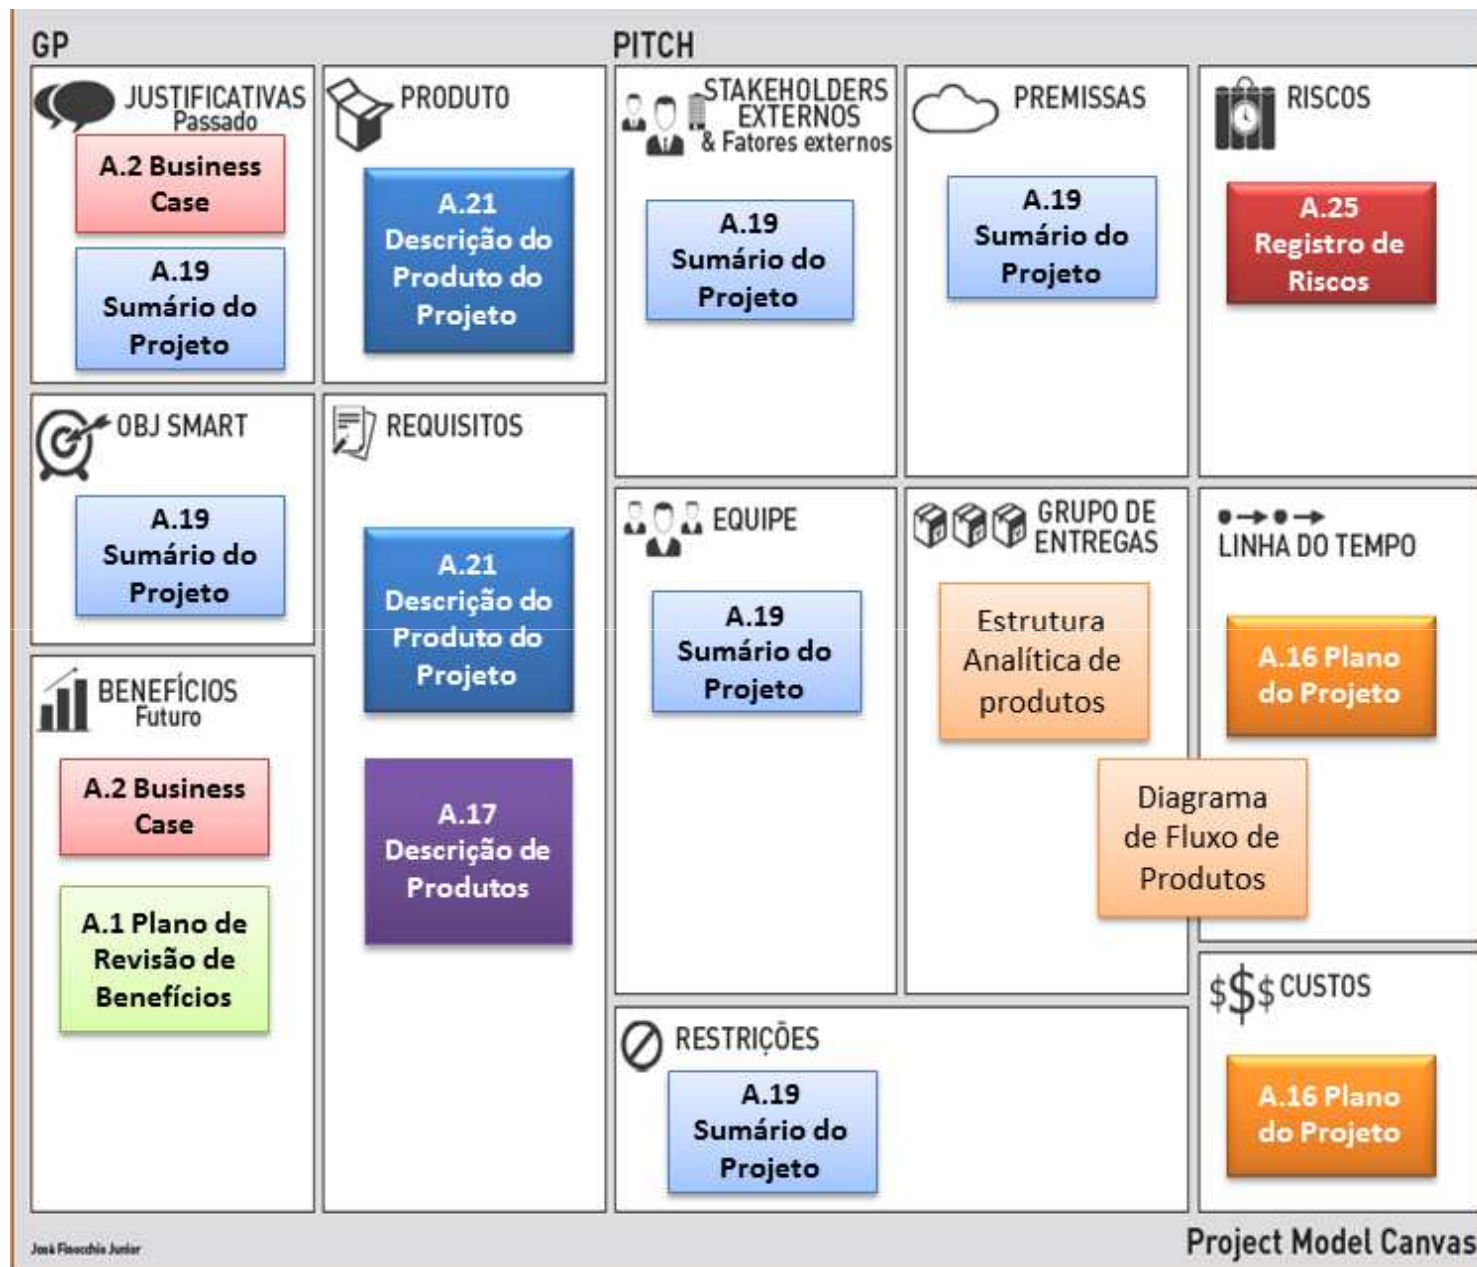 GP
PITCH
JUSTIFICATIVAS
Passado
A.2 Business
Case
A.19
Sumário do
Projeto
PRODUTO
A.21
Descrição do
Produto do
Projeto
STAKEHOLDERS
EXTERNOS
& Fatores externos
A.19
Sumário do
Projeto
PREMISSAS
A.19
Sumário do
Projeto
RISCOS
A.25
Registro de
Riscos
OBJ SMART
A.19
Sumário do
Projeto
REQUISITOS
A.21
Descrição do
Produto do
Projeto
A.17
Descrição de
Produtos
EQUIPE
A.19
Sumário do
Projeto
GRUPO DE
ENTREGAS
Estrutura
Analítica de
produtos
Diagrama
de Fluxo de
Produtos
LINHA DO TEMPO
A.16 Plano
do Projeto
BENEFÍCIOS
Futuro
A.2 Business
Case
A.1 Plano de
Revisão de
Benefícios
RESTRIÇÕES
A.19
Sumário do
Projeto
$$$ CUSTOS
A.16 Plano
do Projeto
José Finocchio Junior
Project Model Canvas